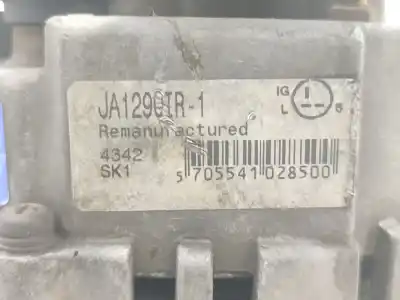 JA1290IR-1
IG
L S
Remanufactured
4342
SK1
5 705541 028500